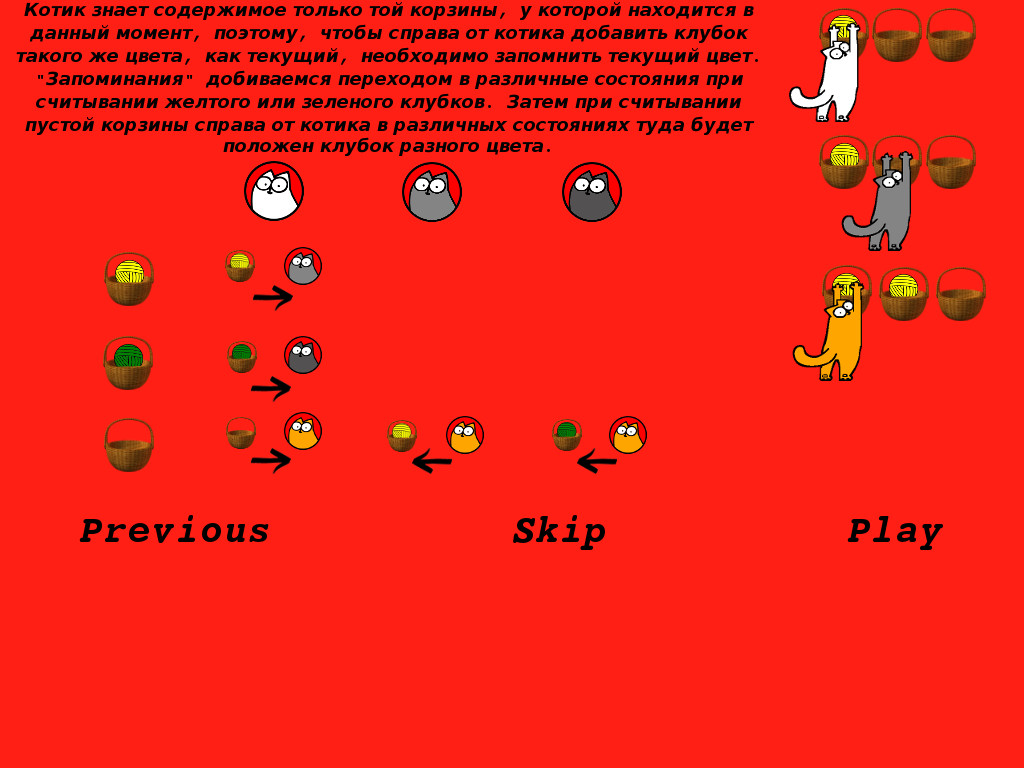 Котик знает содержимое только той корзины, у которой находится в
данный момент, поэтому, чтобы справа от котика добавить клубок
такого же цвета, как текущий, необходимо запомнить текущий цвет.
"Запоминания" добиваемся переходом в различные состояния при
считывании желтого или зеленого клубков. Затем при считывании
пустой корзины справа от котика в различных состояниях туда будет
положен клубок разного цвета.
Previous Skip Play